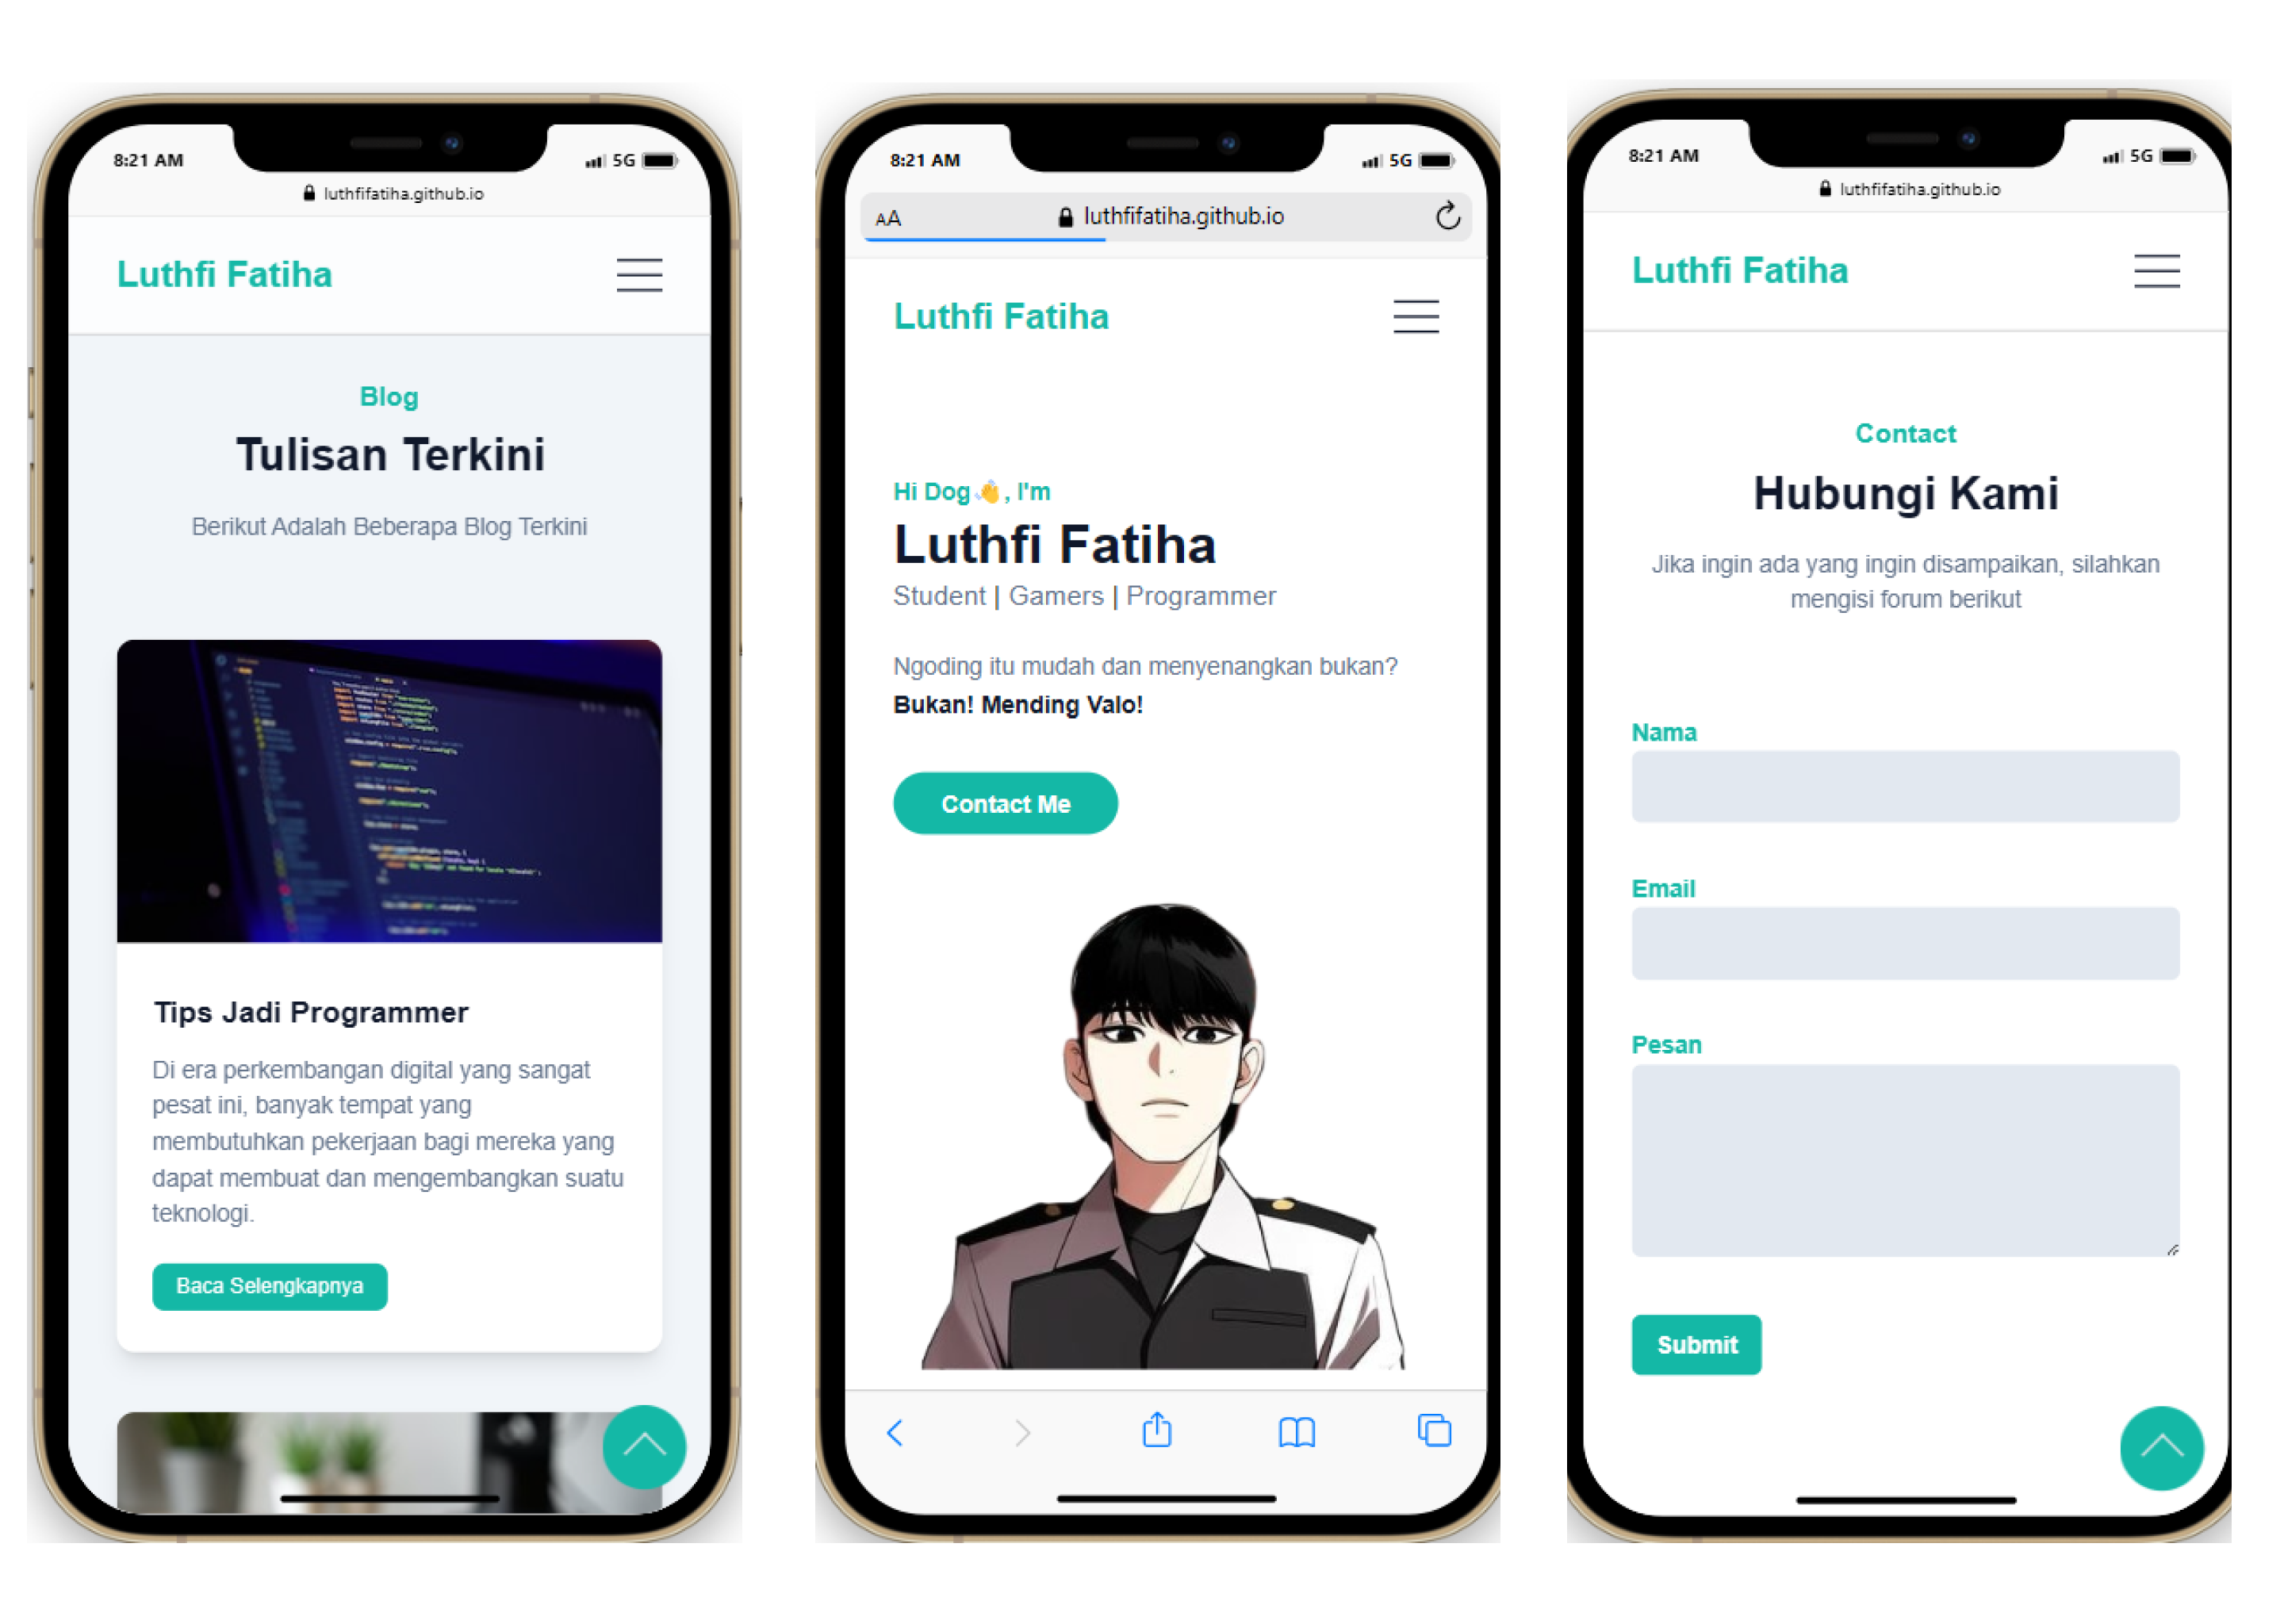 8:21 AM
5G
luthfifatiha.github.io
Luthfi Fatiha
Blog
Tulisan Terkini
Berikut Adalah Beberapa Blog Terkini
Tips Jadi Programmer
Di era perkembangan digital yang sangat
pesat ini, banyak tempat yang
membutuhkan pekerjaan bagi mereka yang
dapat membuat dan mengembangkan suatu
teknologi.
Baca Selengkapnya
8:21 AM
5G
AA
luthfifatiha.github.io
Luthfi Fatiha
Hi Dog👋, I'm
Luthfi Fatiha
Student | Gamers | Programmer
Ngoding itu mudah dan menyenangkan bukan?
Bukan! Mending Valo!
Contact Me
8:21 AM
5G
luthfifatiha.github.io
Luthfi Fatiha
Contact
Hubungi Kami
Jika ingin ada yang ingin disampaikan, silahkan
mengisi forum berikut
Nama
Email
Pesan
Submit